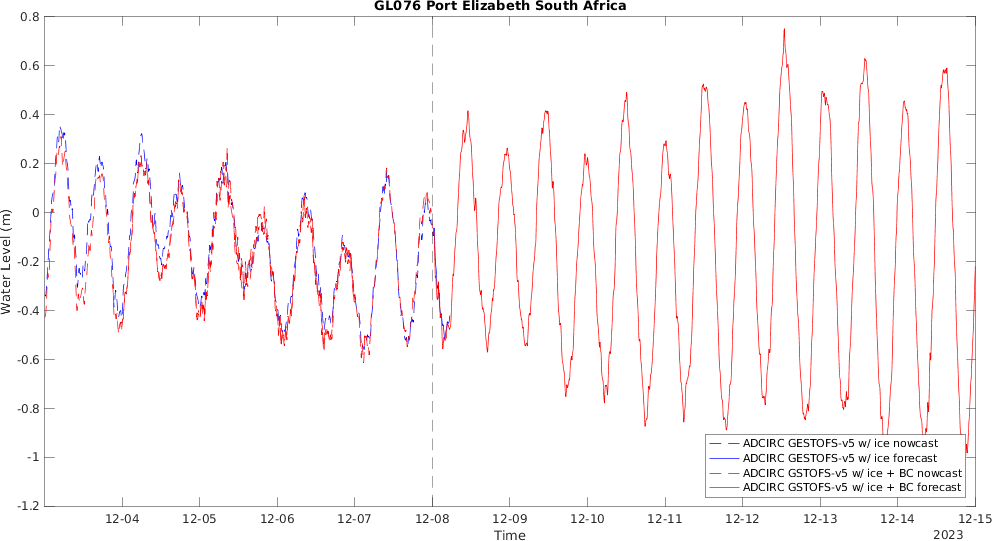 GL076 Port Elizabeth South Africa
0.8
0.6
0.4
0.2
0
-0.2
-0.4
-0.6
-0.8
-1
-1.2
Water Level (m)
ADCIRC GESTOFS-v5 w/ ice nowcast
ADCIRC GESTOFS-v5 w/ ice forecast
ADCIRC GSTOFS-v5 w/ ice + BC nowcast
ADCIRC GSTOFS-v5 w/ ice + BC forecast
12-04 12-05 12-06 12-07 12-08 12-09 12-10 12-11 12-12 12-13 12-14 12-15
Time
2023